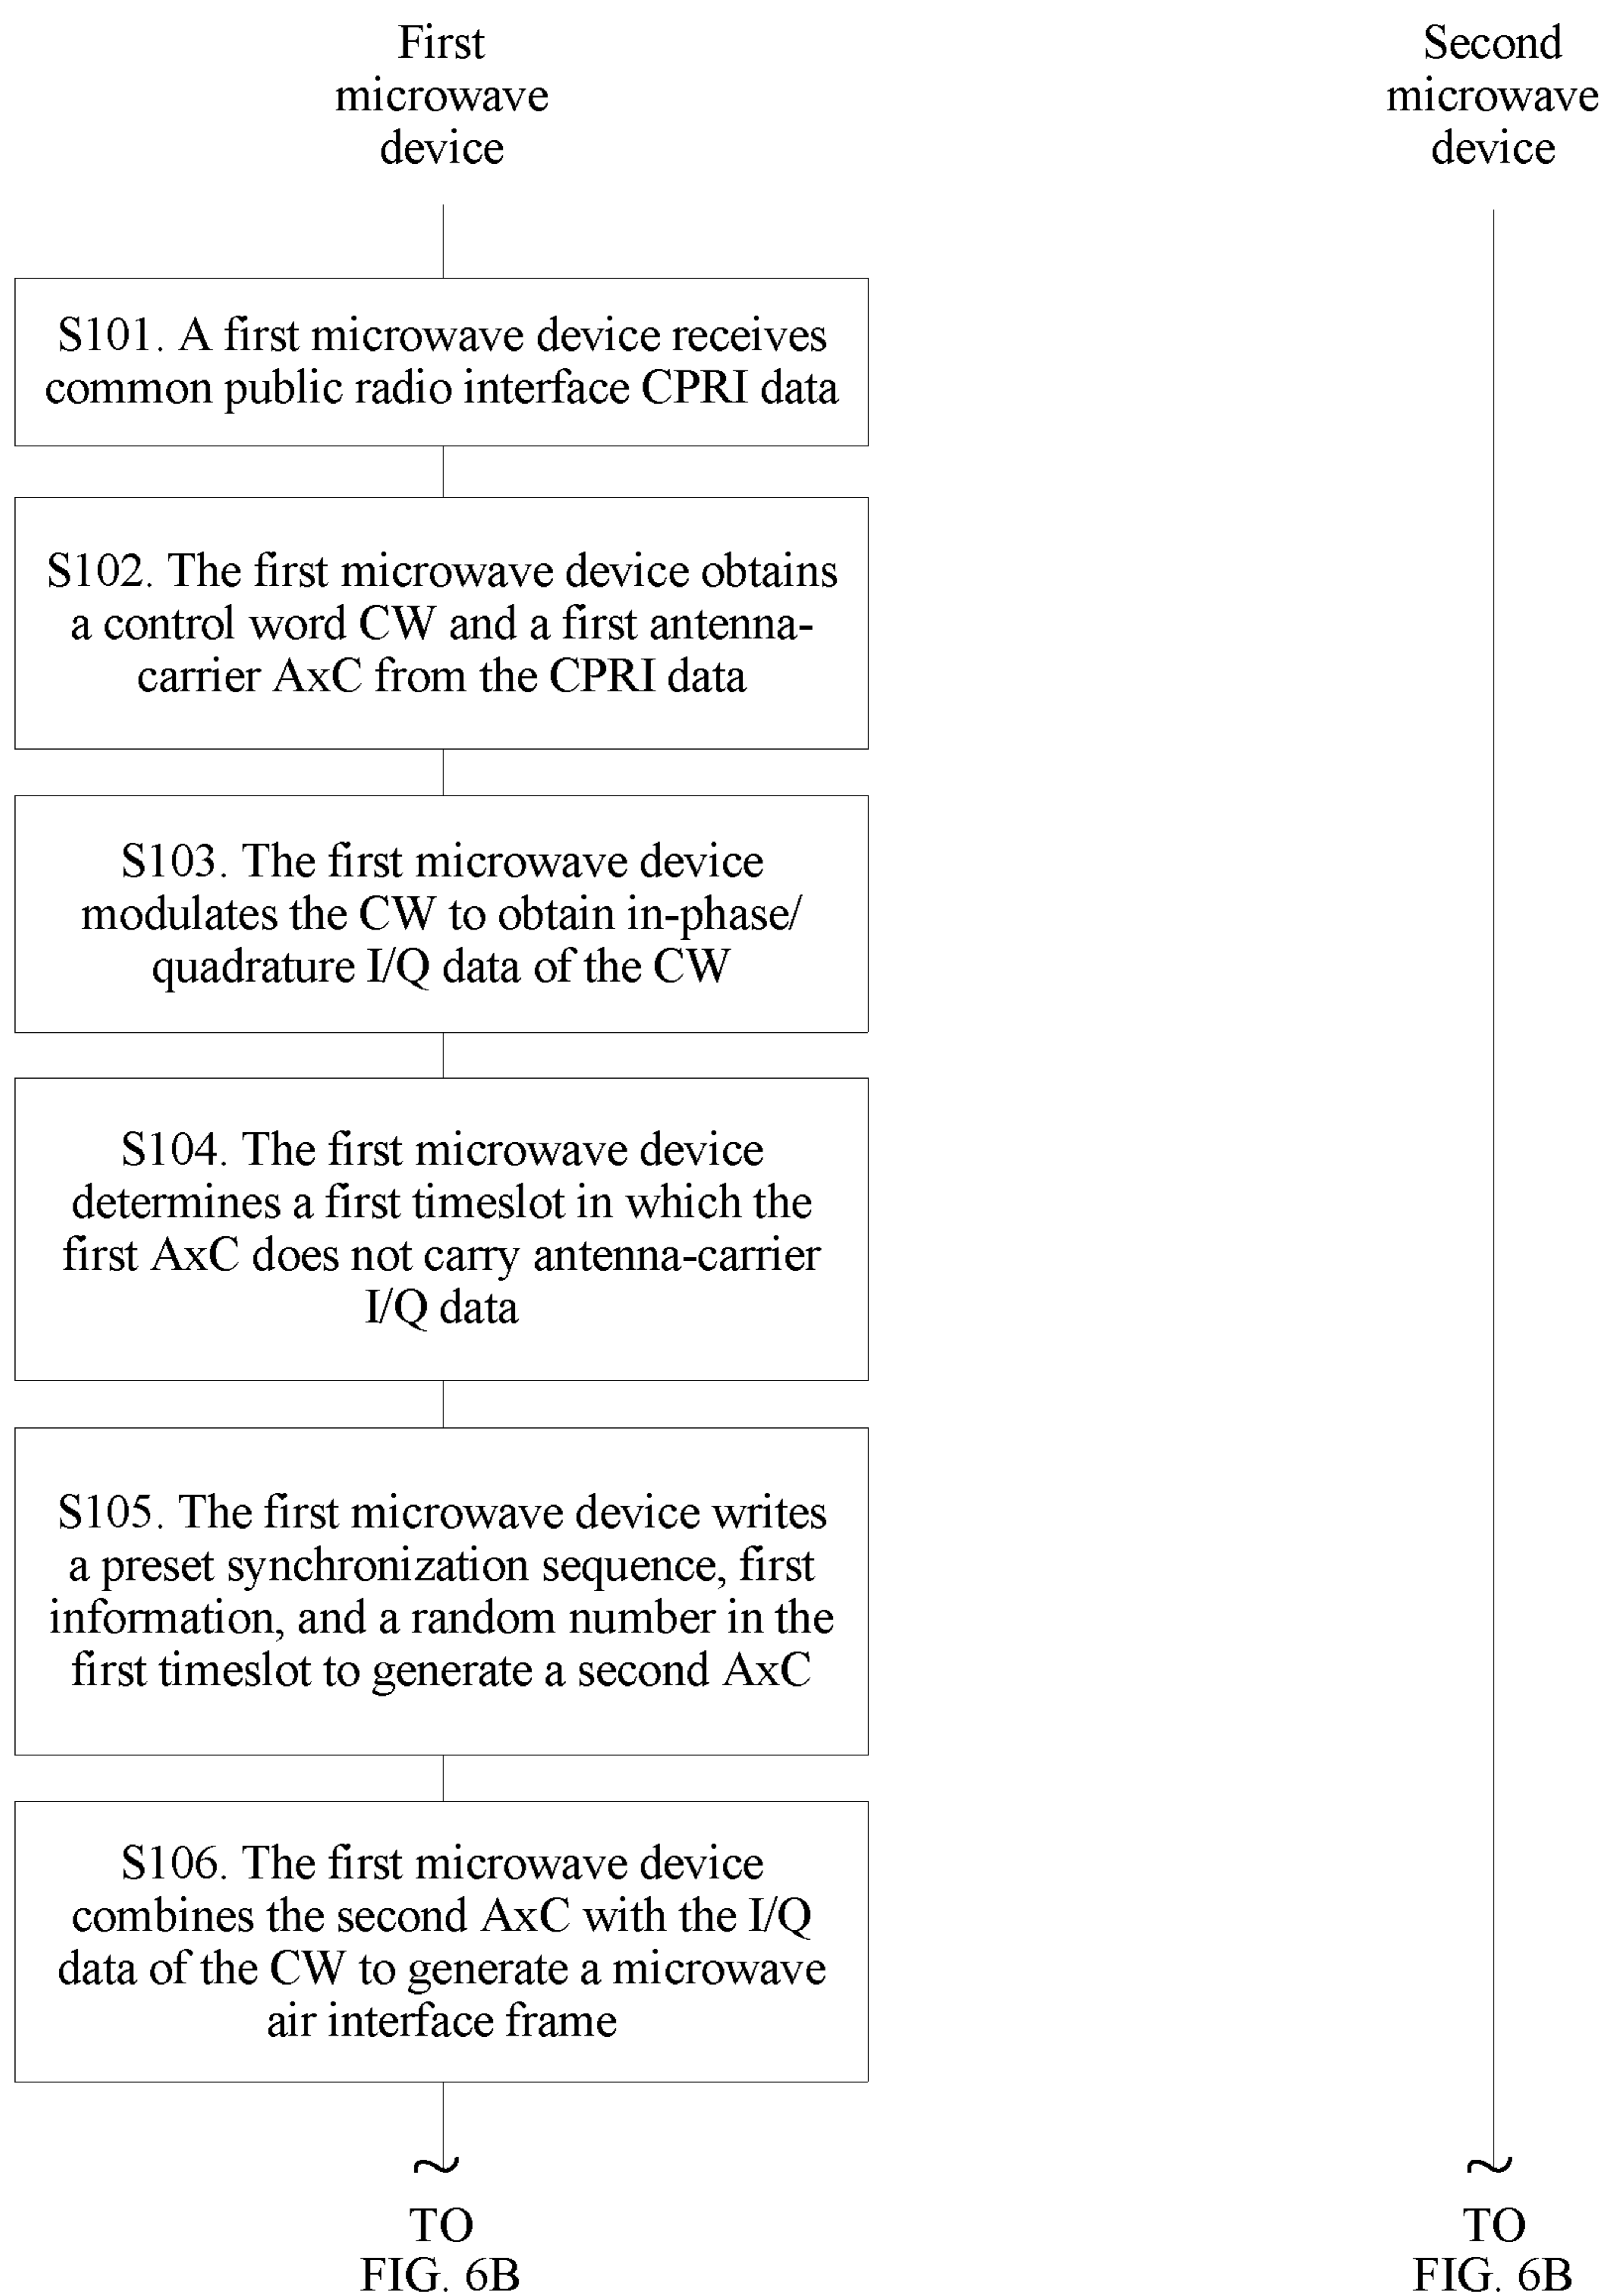 First
microwave
device
Second
microwave
device
S101. A first microwave device receives
common public radio interface CPRI data
S102. The first microwave device obtains
a control word CW and a first antenna-
carrier AxC from the CPRI data
S103. The first microwave device
modulates the CW to obtain in-phase/
quadrature I/Q data of the CW
S104. The first microwave device
determines a first timeslot in which the
first AxC does not carry antenna-carrier
I/Q data
S105. The first microwave device writes
a preset synchronization sequence, first
information, and a random number in the
first timeslot to generate a second AxC
S106. The first microwave device
combines the second AxC with the I/Q
data of the CW to generate a microwave
air interface frame
TO
FIG. 6B
TO
FIG. 6B